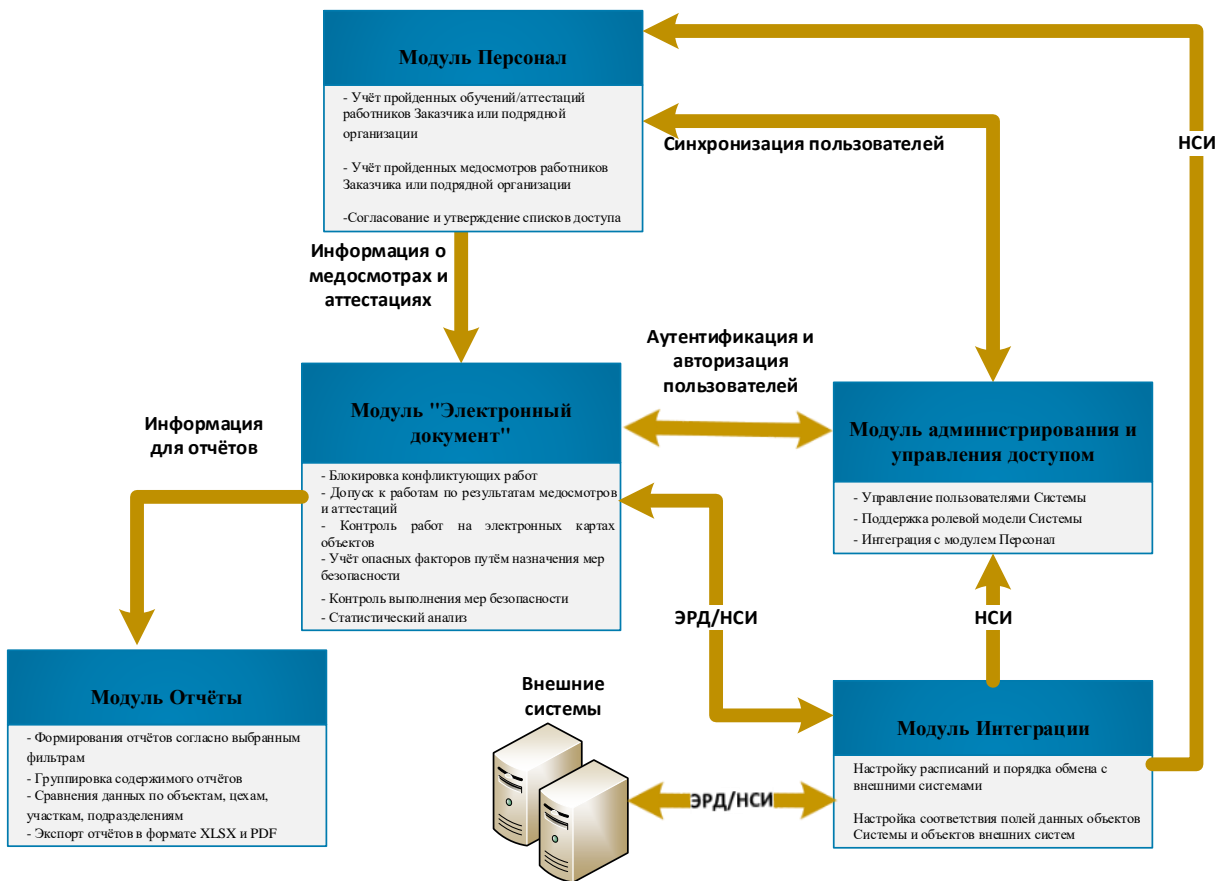 Модуль Персонал
- Учёт пройденных обучений/аттестаций
работников Заказчика или подрядной
организации
- Учёт пройденных медосмотров работников
Заказчика или подрядной организации
-Согласование и утверждение списков доступа
Синхронизация пользователей
НСИ
Информация о
медосмотрах и
аттестациях
Аутентификация и
авторизация
пользователей
Модуль "Электронный
документ"
- Блокировка конфликтующих работ
- Допуск к работам по результатам медосмотров
и аттестаций
- Контроль работ на электронных картах
объектов
- Учёт опасных факторов путём назначения мер
безопасности
- Контроль выполнения мер безопасности
- Статистический анализ
Информация
для отчётов
Модуль администрирования и
управления доступом
- Управление пользователями Системы
- Поддержка ролевой модели Системы
- Интеграция с модулем Персонал
ЭРД/НСИ
НСИ
Модуль Отчёты
- Формирования отчётов согласно выбранным
фильтрам
- Группировка содержимого отчётов
- Сравнения данных по объектам, цехам,
участкам, подразделениям
- Экспорт отчётов в формате XLSX и PDF
Внешние
системы
ЭРД/НСИ
Модуль Интеграции
Настройку расписаний и порядка обмена с
внешними системами
Настройка соответствия полей данных объектов
Системы и объектов внешних систем